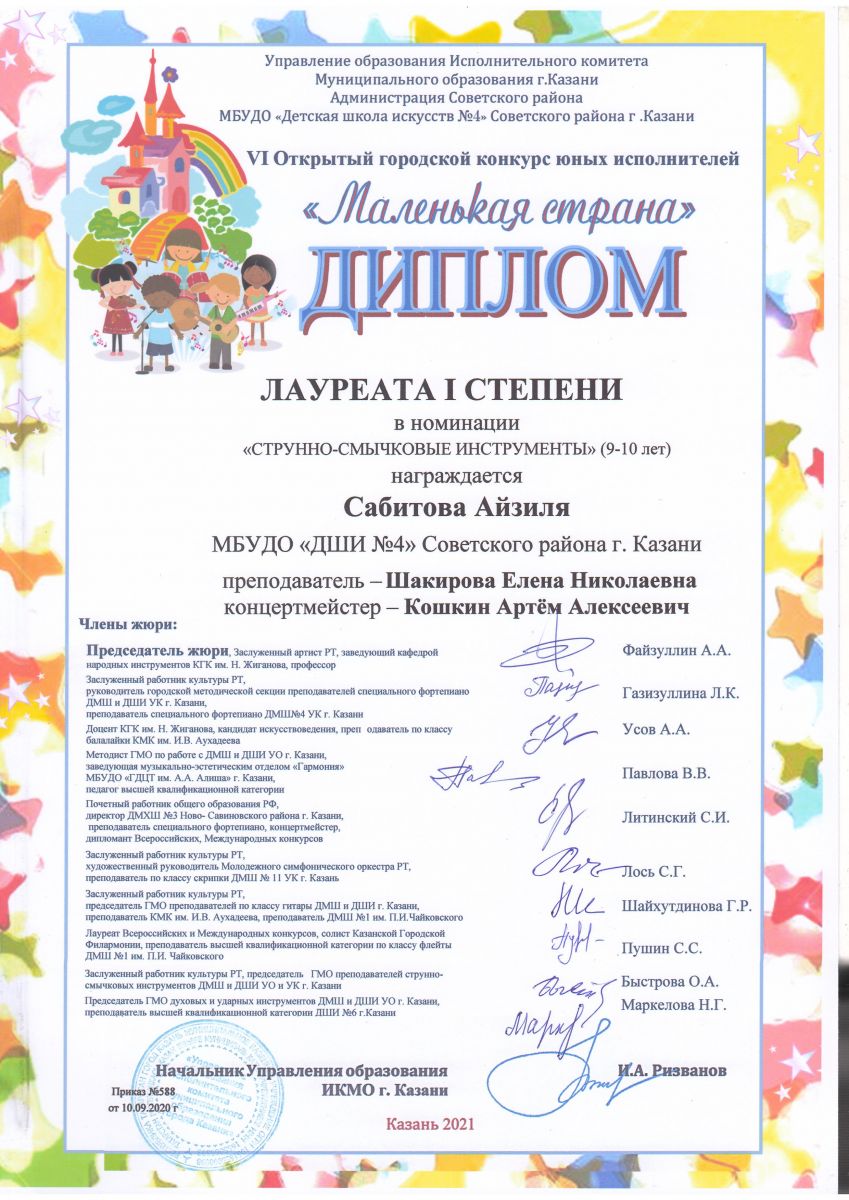 Управление образования Исполнительного комитета
Муниципального образования г.Казани
Администрация Советского района
МБУДО «Детская школа искусств №4» Советского района г .Казани
VI Открытый городской конкурс юных исполнителей
«Маленькая страна»
ДИПЛОМ
ЛАУРЕАТА I СТЕПЕНИ
в номинации
«СТРУННО-СМЫЧКОВЫЕ ИНСТРУМЕНТЫ» (9-10 лет)
награждается
Сабитова Айзиля
МБУДО «ДШИ №4» Советского района г. Казани
преподаватель – Шакирова Елена Николаевна
концертмейстер – Кошкин Артём Алексеевич
Члены жюри:
Председатель жюри, Заслуженный артист РТ, заведующий кафедрой
народных инструментов КГК им. Н. Жиганова, профессор
Файзуллин А.А.
Заслуженный работник культуры РТ,
руководитель городской методической секции преподавателей специального фортепиано
ДМШ и ДШИ УК г. Казани,
преподаватель специального фортепиано ДМШ№4 УК г. Казани
Газизуллина Л.К.
Доцент КГК им. Н. Жиганова, кандидат искусствоведения, преп одаватель по классу
балалайки КМК им. И.В. Аухадеева
Усов А.А.
Методист ГМО по работе с ДМШ и ДШИ УО г. Казани,
заведующая музыкально-эстетическим отделом «Гармония»
МБУДО «ГДЦТ им. А.А. Алиша» г. Казани,
педагог высшей квалификационной категории
Павлова В.В.
Почетный работник общего образования РФ,
директор ДМХШ №3 Ново- Савиновского района г. Казани,
преподаватель специального фортепиано, концертмейстер,
дипломант Всероссийских, Международных конкурсов
Литинский С.И.
Заслуженный работник культуры РТ,
художественный руководитель Молодежного симфонического оркестра РТ,
преподаватель по классу скрипки ДМШ № 11 УК г. Казань
Лось С.Г.
Заслуженный работник культуры РТ,
председатель ГМО преподавателей по классу гитары ДМШ и ДШИ г. Казани,
преподаватель КМК им. И.В. Аухадеева, преподаватель ДМШ №1 им. П.И.Чайковского
Шайхутдинова Г.Р.
Лауреат Всероссийских и Международных конкурсов, солист Казанской Городской
Филармонии, преподаватель высшей квалификационной категории по классу флейты
ДМШ №1 им. П.И. Чайковского
Пушин С.С.
Заслуженный работник культуры РТ, председатель ГМО преподавателей струнно-
смычковых инструментов ДМШ и ДШИ УО и УК г. Казани
Быстрова О.А.
Председатель ГМО духовых и ударных инструментов ДМШ и ДШИ УО г. Казани,
преподаватель высшей квалификационной категории ДШИ №6 г.Казани
Маркелова Н.Г.
Начальник Управления образования
ИКМО г. Казани
И.А. Ризванов
Приказ №588
от 10.09.2020 г
Казань 2021